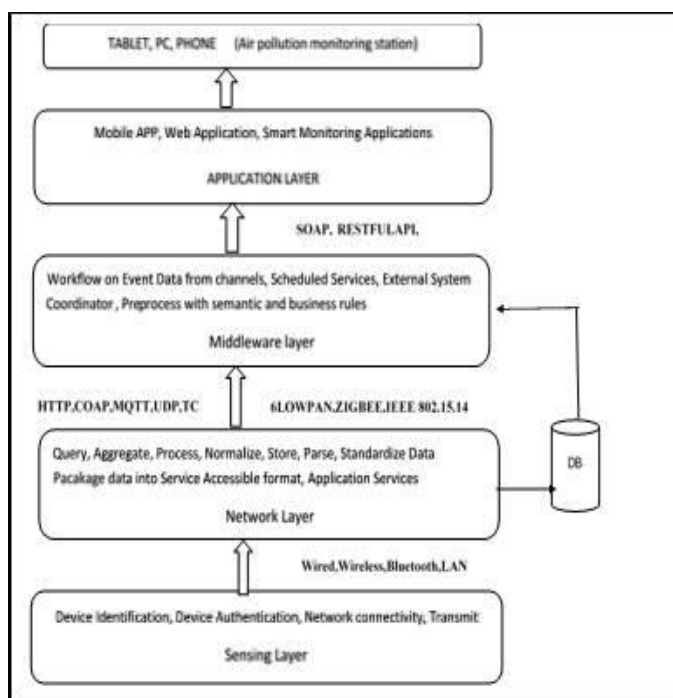 TABLET, PC, PHONE (Air pollution monitoring station)
Mobile APP, Web Application, Smart Monitoring Applications
APPLICATION LAYER
SOAP, RESTFULAPI,
Workflow on Event Data from channels, Scheduled Services, External System
Coordinator , Preprocess with semantic and business rules
Middleware layer
HTTP,COAP,MQTT,UDP,TC
6LOWPAN,ZIGBEE,IEEE 802.15.14
Query, Aggregate, Process, Normalize, Store, Parse, Standardize Data
Pacakage data into Service Accessible format, Application Services
Network Layer
DB
Wired,Wireless,Bluetooth,LAN
Device Identification, Device Authentication, Network connectivity, Transmit
Sensing Layer